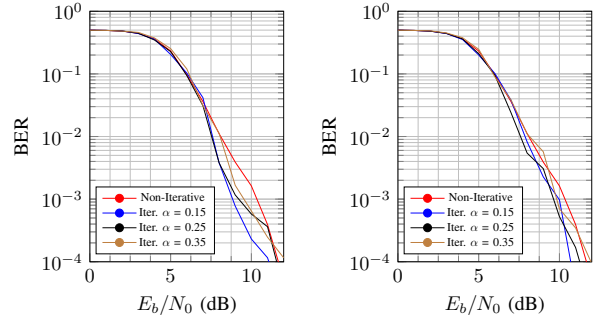 10^0
10^−1
10^−2
10^−3
10^−4
BER
Non-Iterative
Iter. α = 0.15
Iter. α = 0.25
Iter. α = 0.35
0 5 10
E_b/N_0 (dB)
10^0
10^−1
10^−2
10^−3
10^−4
BER
Non-Iterative
Iter. α = 0.15
Iter. α = 0.25
Iter. α = 0.35
0 5 10
E_b/N_0 (dB)